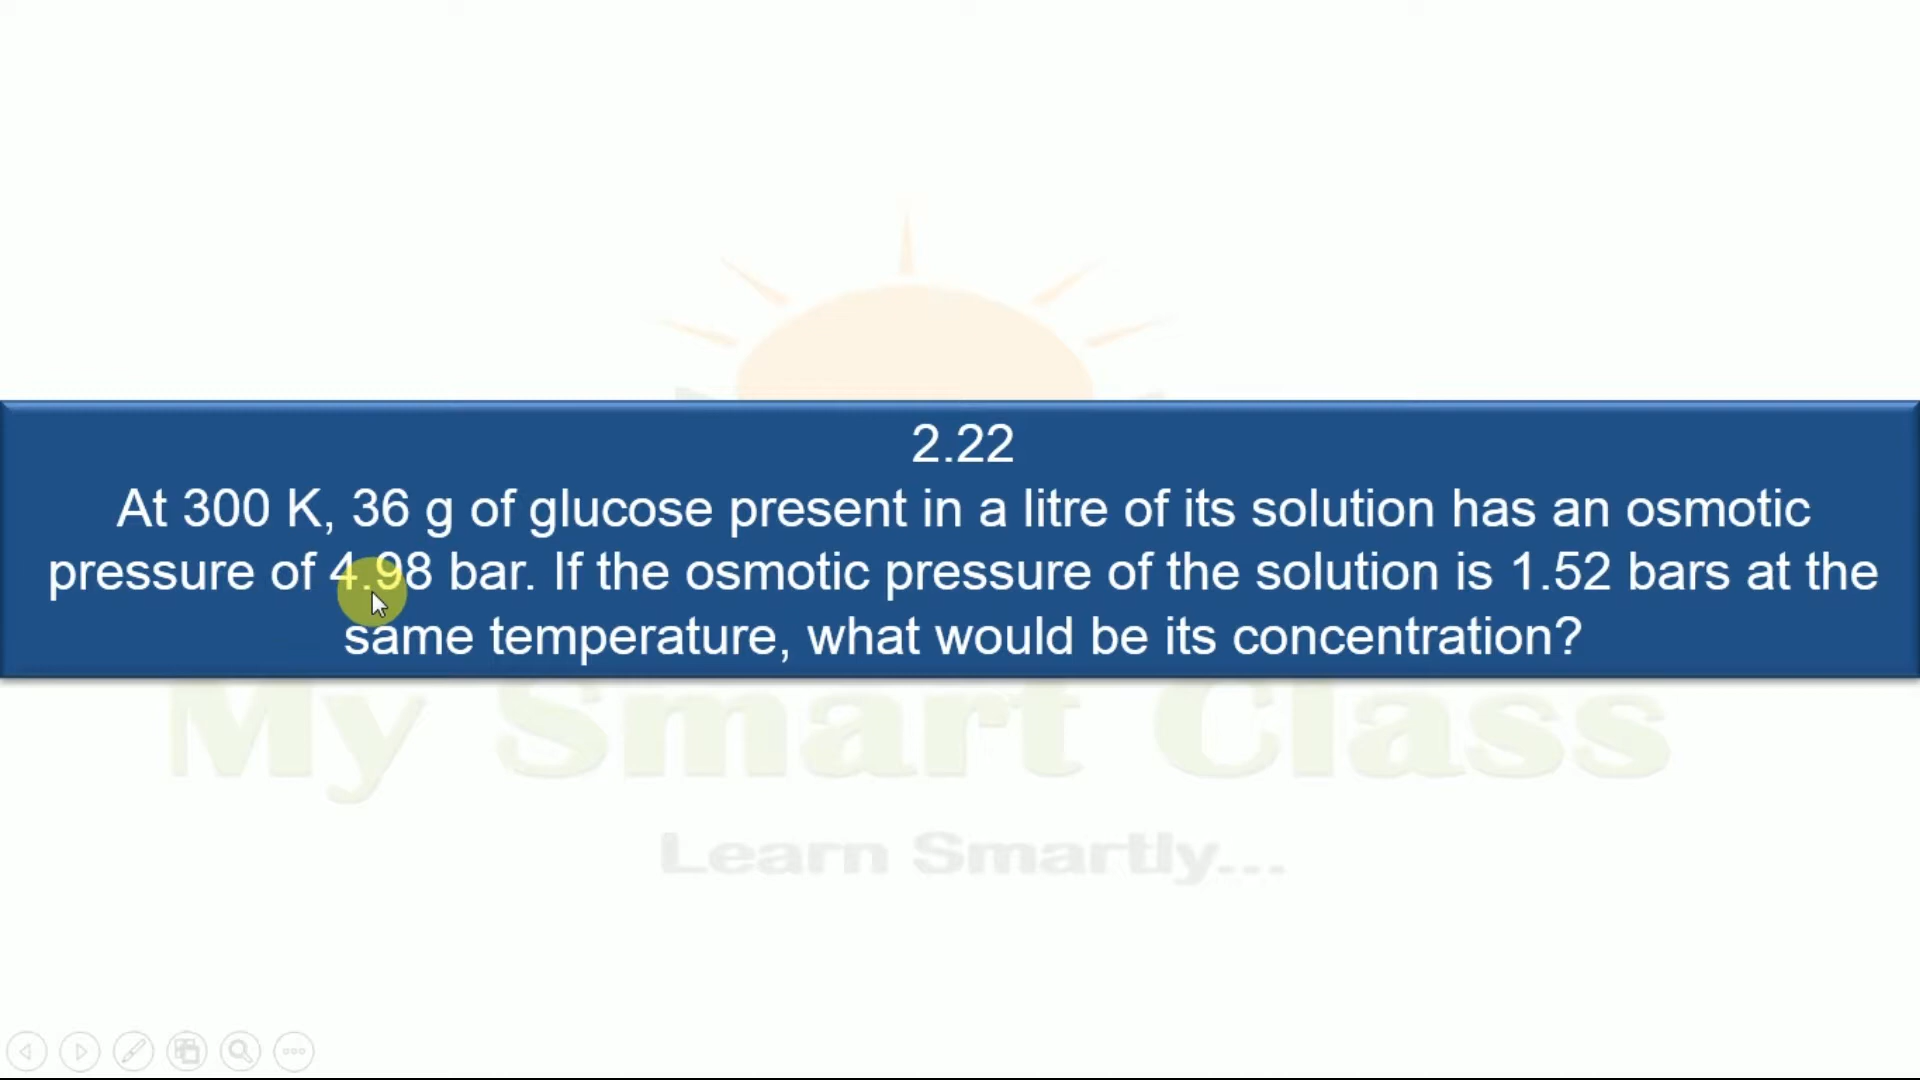 2.22
At 300 K, 36 g of glucose present in a litre of its solution has an osmotic
pressure of 4.98 bar. If the osmotic pressure of the solution is 1.52 bars at the
same temperature, what would be its concentration?
My Smart Class
Learn Smartly...